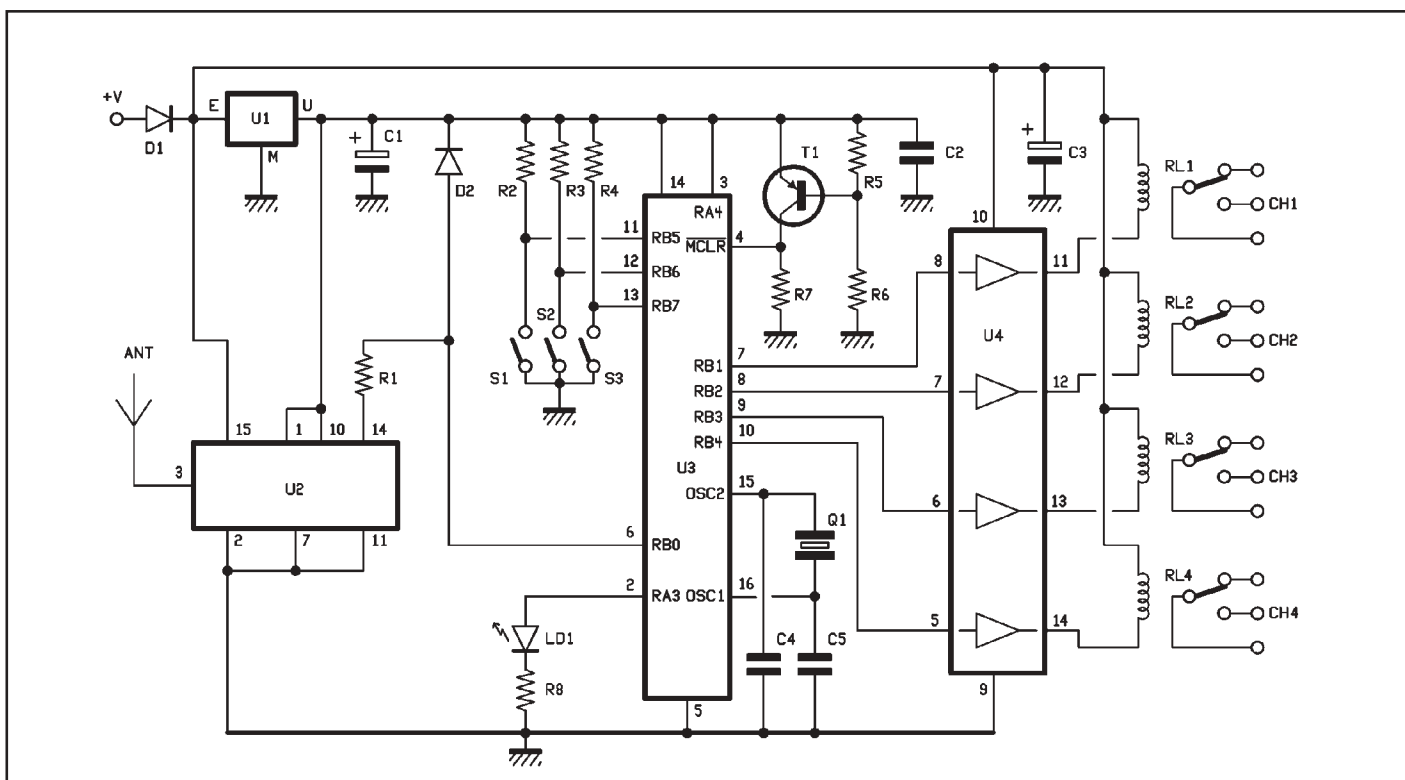 +V
D1
E
U1
U
M
+
C1
D2
R2
R3
R4
14
3
RA4
11
RB5
12
RB6
13
RB7
MCLR
4
T1
R5
R7
R6
C2
+
C3
10
8
11
RL1
CH1
U4
RL2
CH2
7
12
RB1
7
RB2
8
RB3
9
RB4
10
U3
S2
S1
S3
ANT
R1
15
1
10
14
3
U2
2
7
11
6
RB0
2
RA3
OSC2
15
Q1
OSC1
16
LD1
R8
C4
C5
5
6
13
RL3
CH3
5
14
RL4
CH4
9